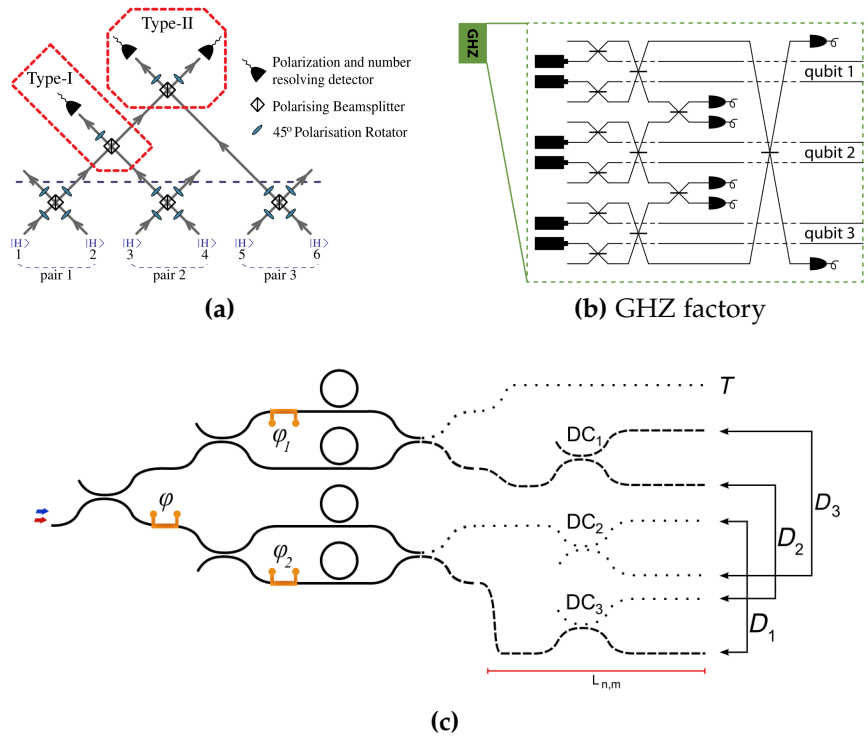 Type-II
Type-I
Polarization and number
resolving detector
Polarising Beamsplitter
45⁰ Polarisation Rotator
|H> |H> |H> |H> |H> |H>
1 2 3 4 5 6
pair 1 pair 2 pair 3
(a)
GHZ
qubit 1
qubit 2
qubit 3
(b) GHZ factory
T
φ₁
DC₁
φ
DC₂
D₃
D₂
φ₂
DC₃
D₁
Lₙ,ₘ
(c)